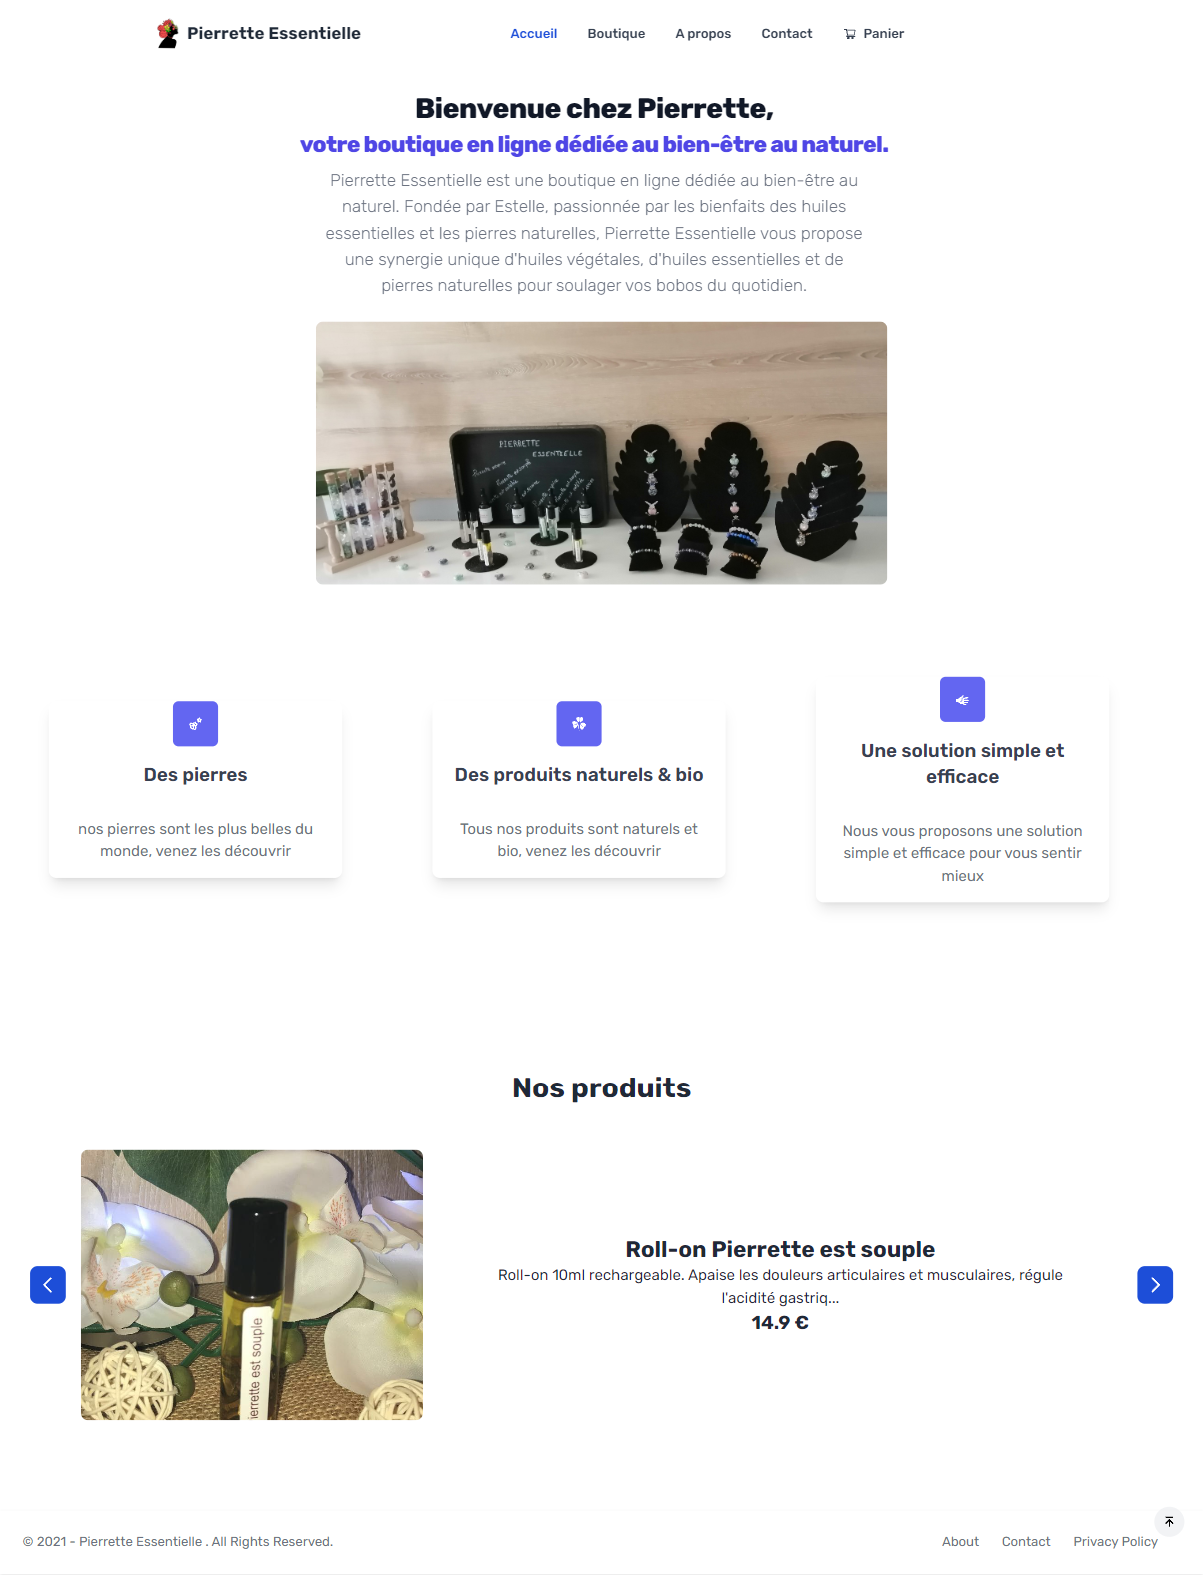 Pierrette Essentielle
Accueil Boutique A propos Contact Panier
Bienvenue chez Pierrette,
votre boutique en ligne dédiée au bien-être au naturel.
Pierrette Essentielle est une boutique en ligne dédiée au bien-être au
naturel. Fondée par Estelle, passionnée par les bienfaits des huiles
essentielles et les pierres naturelles, Pierrette Essentielle vous propose
une synergie unique d'huiles végétales, d'huiles essentielles et de
pierres naturelles pour soulager vos bobos du quotidien.
PIERRETTE
ESSENTIELLE
Des pierres
nos pierres sont les plus belles du
monde, venez les découvrir
Des produits naturels & bio
Tous nos produits sont naturels et
bio, venez les découvrir
Une solution simple et
efficace
Nous vous proposons une solution
simple et efficace pour vous sentir
mieux
Nos produits
ierrette est souple
Roll-on Pierrette est souple
Roll-on 10ml rechargeable. Apaise les douleurs articulaires et musculaires, régule
l'acidité gastriq...
14.9 €
© 2021 - Pierrette Essentielle . All Rights Reserved.
About Contact Privacy Policy